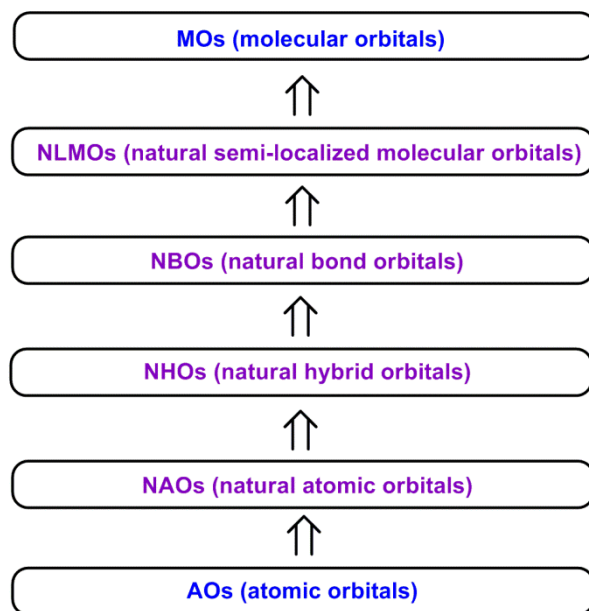 MOs (molecular orbitals)
NLMOs (natural semi-localized molecular orbitals)
NBOs (natural bond orbitals)
NHOs (natural hybrid orbitals)
NAOs (natural atomic orbitals)
AOs (atomic orbitals)